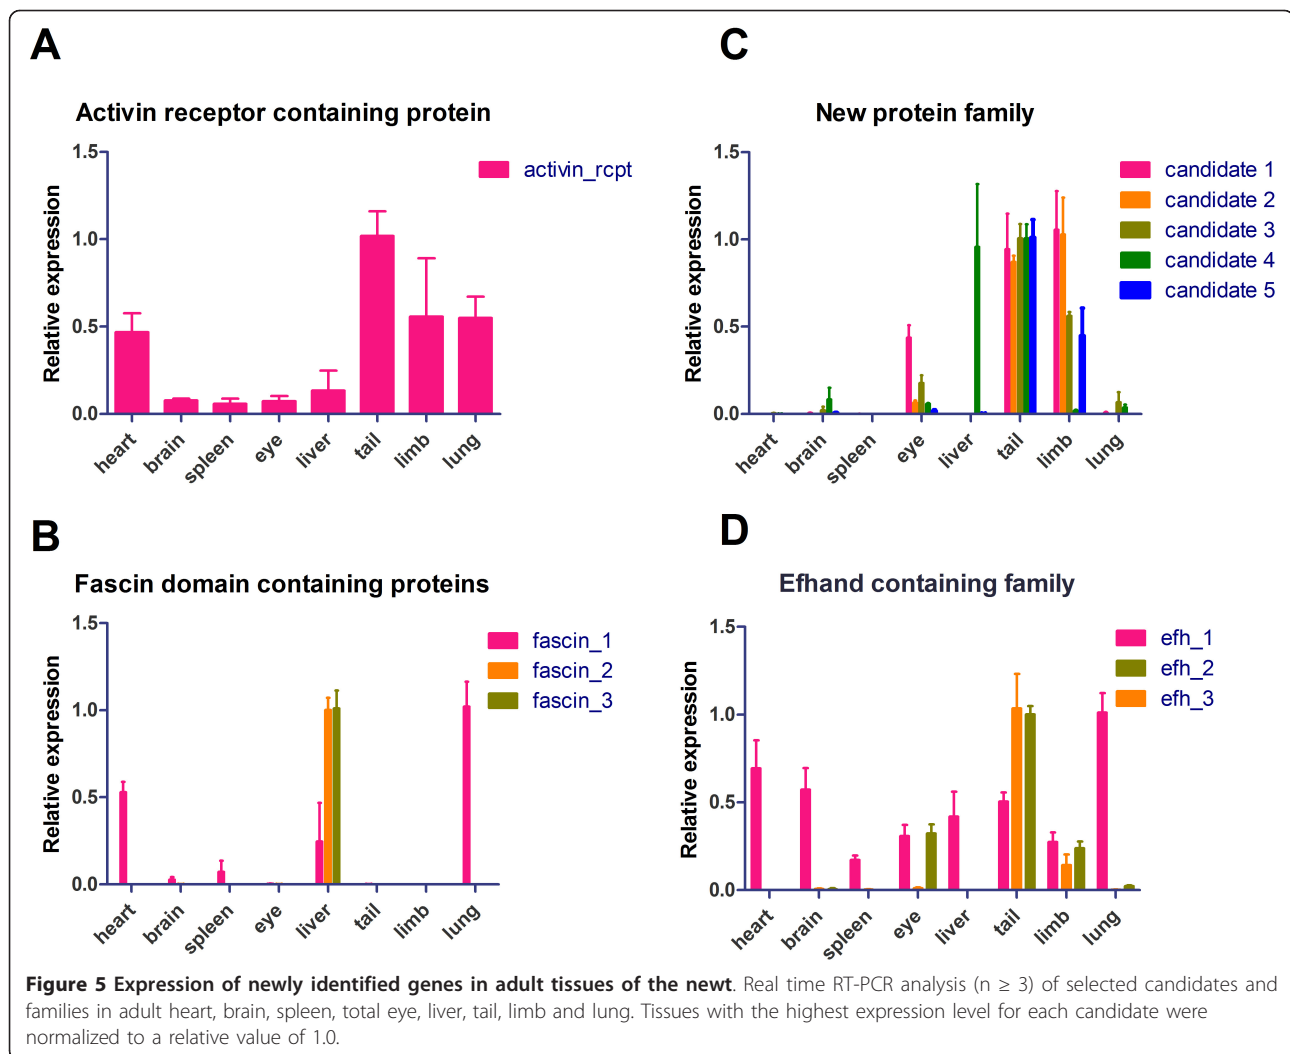 A
Activin receptor containing protein
1.5
1.0
0.5
0.0
Relative expression
activin_rcpt
heart
brain
spleen
eye
liver
tail
limb
lung
C
New protein family
1.5
1.0
0.5
0.0
Relative expression
candidate 1
candidate 2
candidate 3
candidate 4
candidate 5
heart
brain
spleen
eye
liver
tail
limb
lung
B
Fascin domain containing proteins
1.5
1.0
0.5
0.0
Relative expression
fascin_1
fascin_2
fascin_3
heart
brain
spleen
eye
liver
tail
limb
lung
D
Efhand containing family
1.5
1.0
0.5
0.0
Relative expression
efh_1
efh_2
efh_3
heart
brain
spleen
eye
liver
tail
limb
lung
Figure 5 Expression of newly identified genes in adult tissues of the newt. Real time RT-PCR analysis (n ≥ 3) of selected candidates and
families in adult heart, brain, spleen, total eye, liver, tail, limb and lung. Tissues with the highest expression level for each candidate were
normalized to a relative value of 1.0.